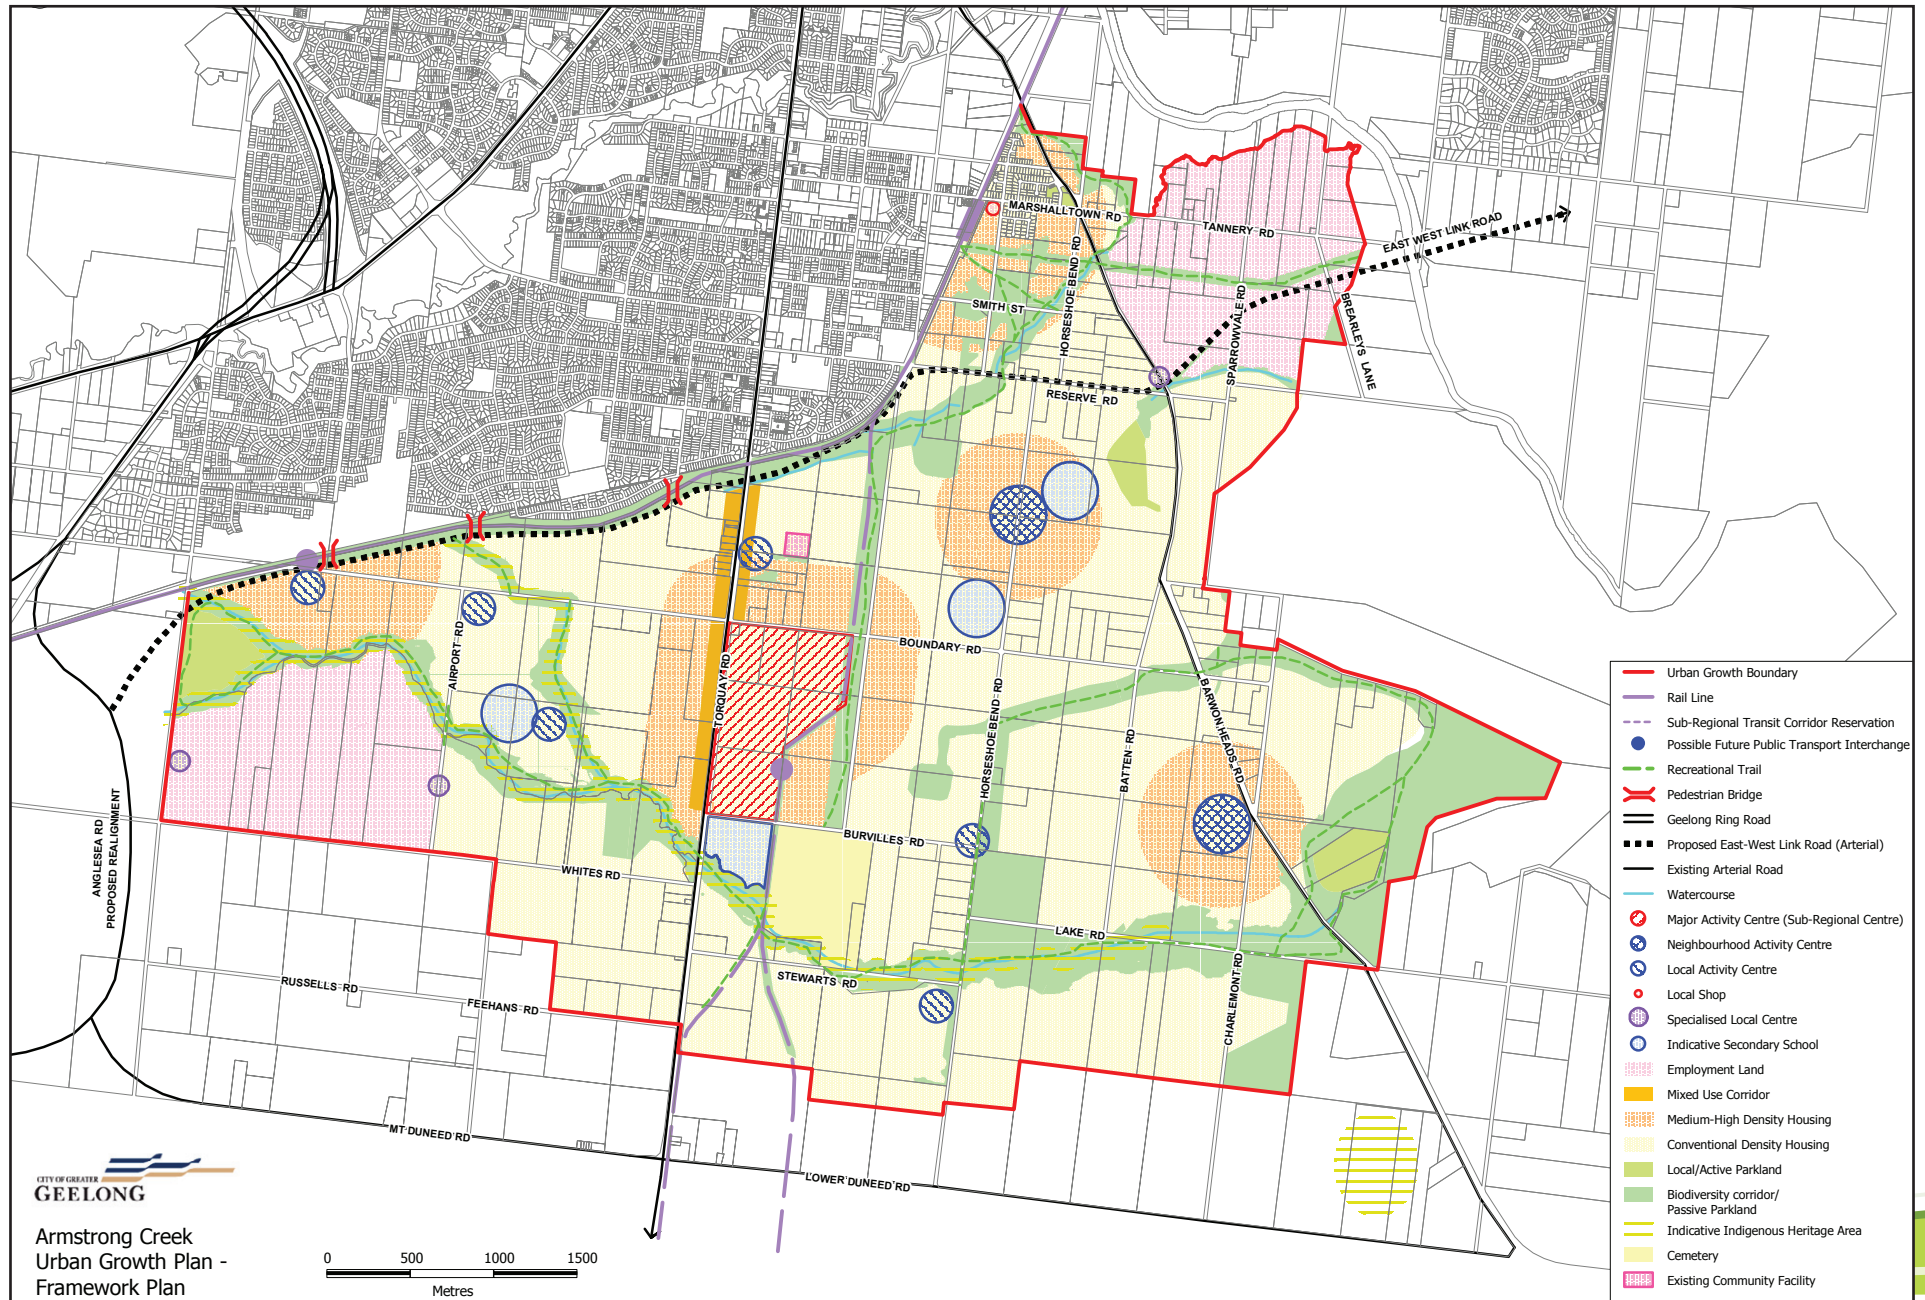 MARSHALLTOWN RD
TANNERY RD
EAST WEST LINK ROAD
HORSESHOE BEND RD
SMITH ST
SPARROWVALE RD
BREARLEYS LANE
RESERVE RD
AIRPORT RD
TORQUAY RD
BOUNDARY RD
HORSESHOE BEND RD
BATTEN RD
BARWON HEADS RD
ANGLESEA RD
PROPOSED REALIGNMENT
BURVILLES RD
WHITES RD
LAKE RD
STEWARTS RD
CHARLEMONT RD
RUSSELLS RD
FEEHANS RD
MT DUNEED RD
LOWER DUNEED RD
Urban Growth Boundary
Rail Line
Sub-Regional Transit Corridor Reservation
Possible Future Public Transport Interchange
Recreational Trail
Pedestrian Bridge
Geelong Ring Road
Proposed East-West Link Road (Arterial)
Existing Arterial Road
Watercourse
Major Activity Centre (Sub-Regional Centre)
Neighbourhood Activity Centre
Local Activity Centre
Local Shop
Specialised Local Centre
Indicative Secondary School
Employment Land
Mixed Use Corridor
Medium-High Density Housing
Conventional Density Housing
Local/Active Parkland
Biodiversity corridor/
Passive Parkland
Indicative Indigenous Heritage Area
Cemetery
Existing Community Facility
CITY OF GREATER
GEELONG
Armstrong Creek
Urban Growth Plan -
Framework Plan
0 500 1000 1500
Metres